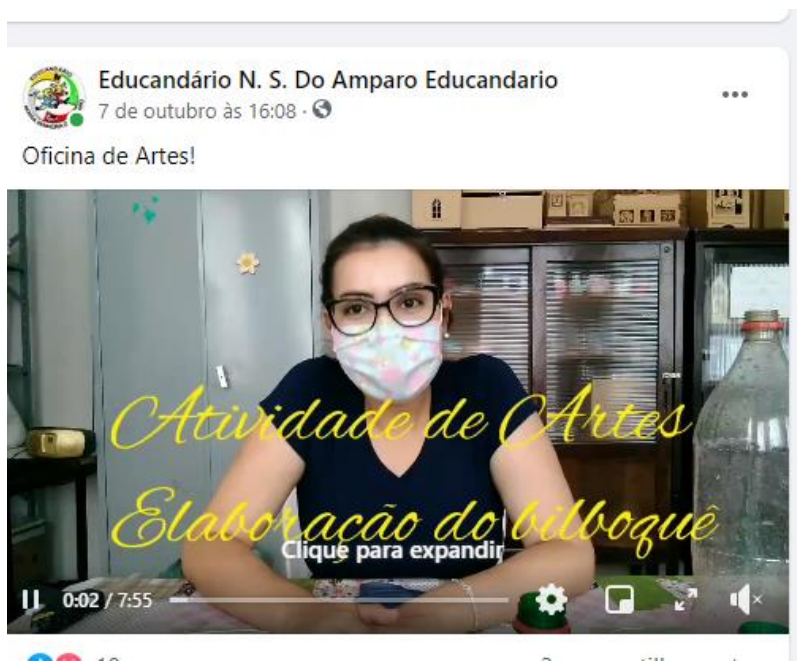 Educandário N. S. Do Amparo Educandario
7 de outubro às 16:08
Oficina de Artes!
Atividade de Artes
Elaboração do bilboquê
Clique para expandir
0:02 / 7:55